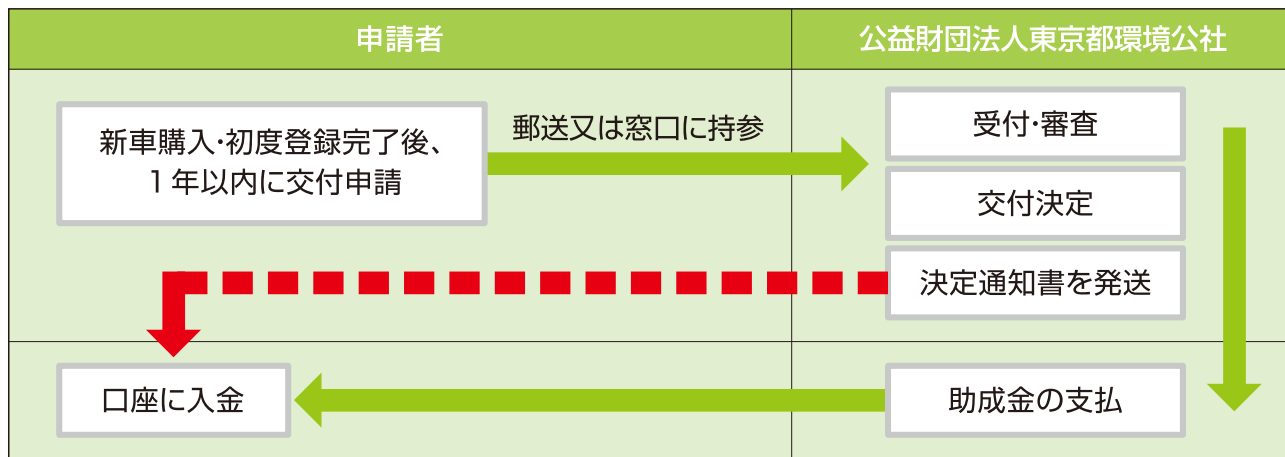 申請者
公益財団法人東京都環境公社
新車購入・初度登録完了後、
1年以内に交付申請
郵送又は窓口に持参
受付・審査
交付決定
決定通知書を発送
口座に入金
助成金の支払